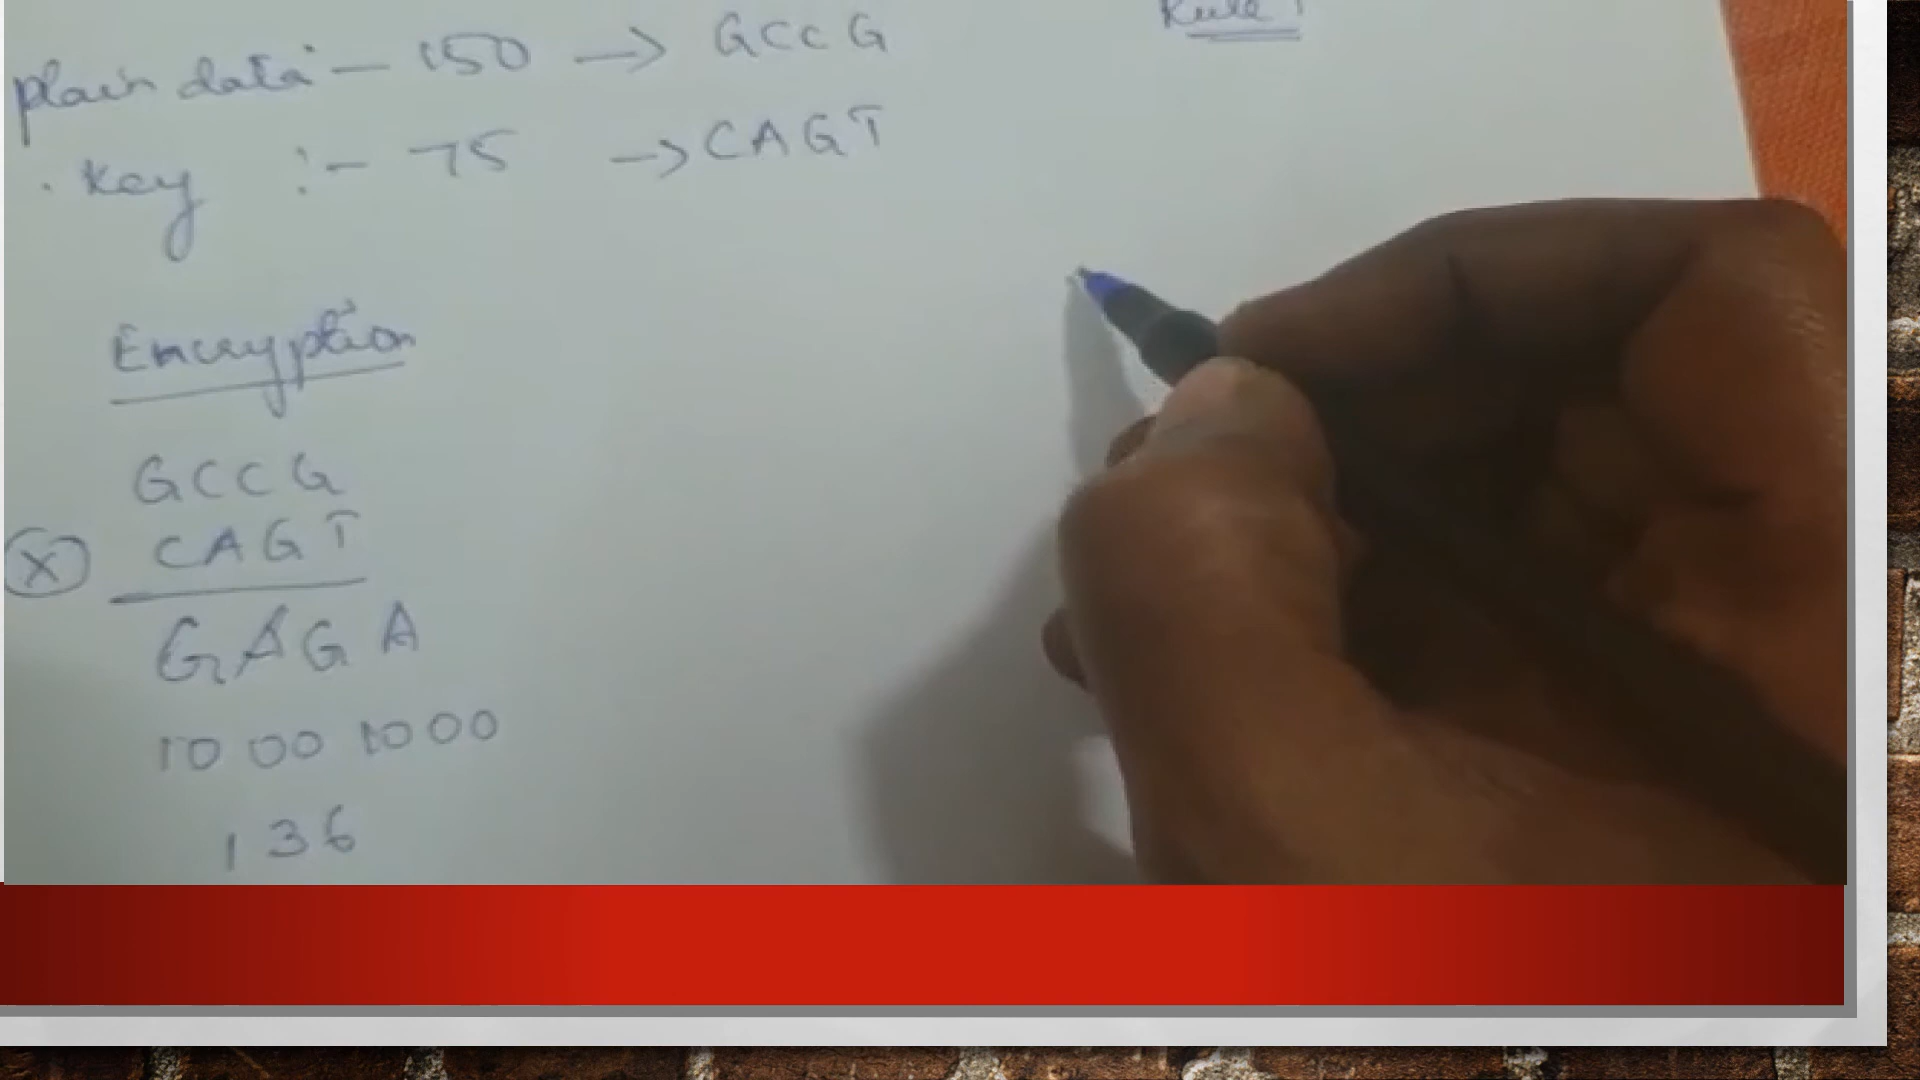 Rule 1
plain data - 150 → GCCG
Key :- 75 → CAGT
Encryption
GCCG
X CAGT
GAGA
10 00 10 00
136